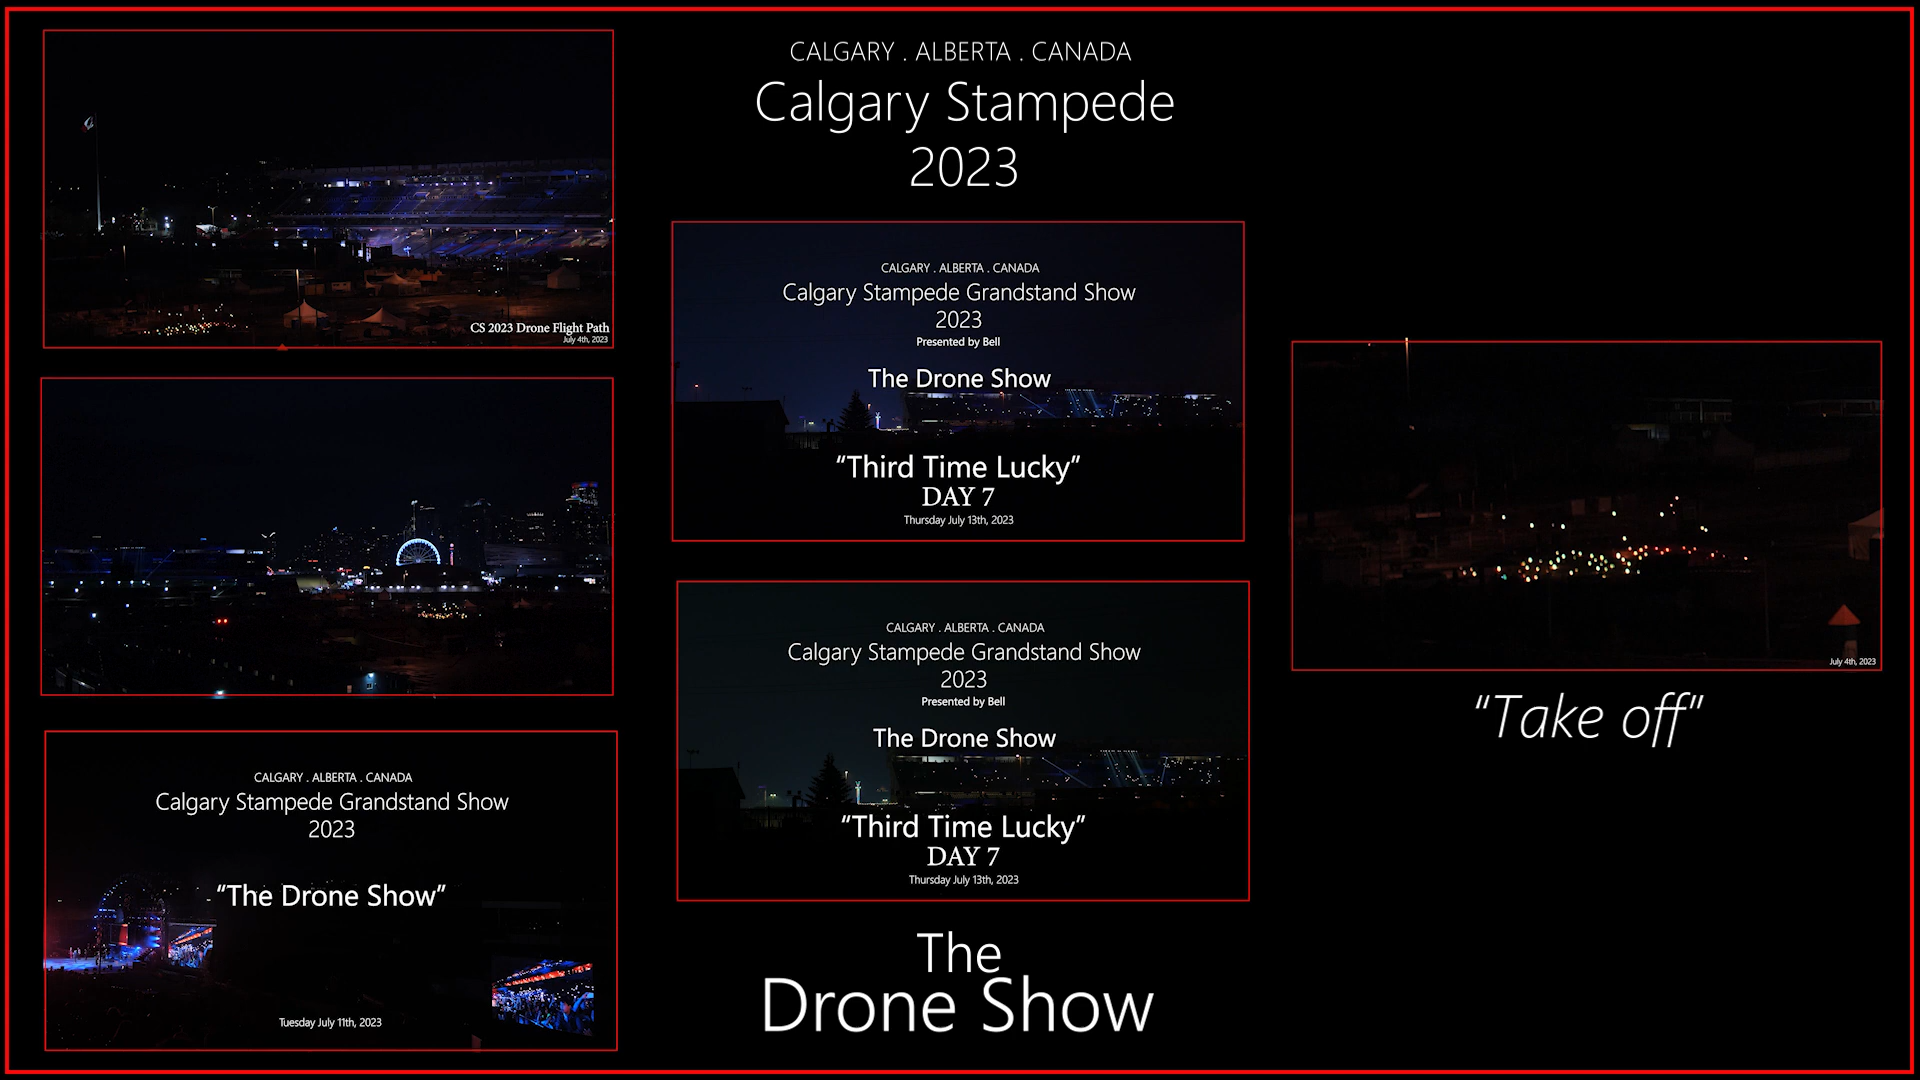 CALGARY . ALBERTA . CANADA
Calgary Stampede
2023
CS 2023 Drone Flight Path
July 4th, 2023
CALGARY . ALBERTA . CANADA
Calgary Stampede Grandstand Show
2023
“The Drone Show”
Tuesday July 11th, 2023
CALGARY . ALBERTA . CANADA
Calgary Stampede Grandstand Show
2023
Presented by Bell
The Drone Show
“Third Time Lucky”
DAY 7
Thursday July 13th, 2023
CALGARY . ALBERTA . CANADA
Calgary Stampede Grandstand Show
2023
Presented by Bell
The Drone Show
“Third Time Lucky”
DAY 7
Thursday July 13th, 2023
The
Drone Show
July 4th, 2023
“Take off”